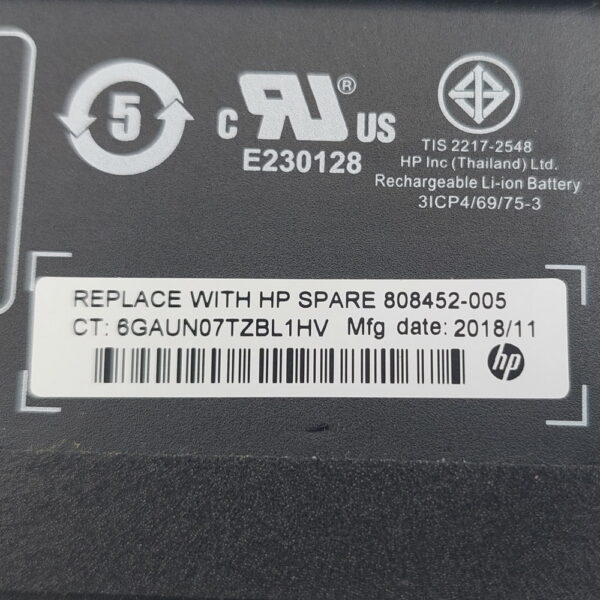 5
c RU ® US
E230128
TIS 2217-2548
HP Inc (Thailand) Ltd.
Rechargeable Li-ion Battery
3ICP4/69/75-3
REPLACE WITH HP SPARE 808452-005
CT: 6GAUN07TZBL1HV Mfg date: 2018/11
hp